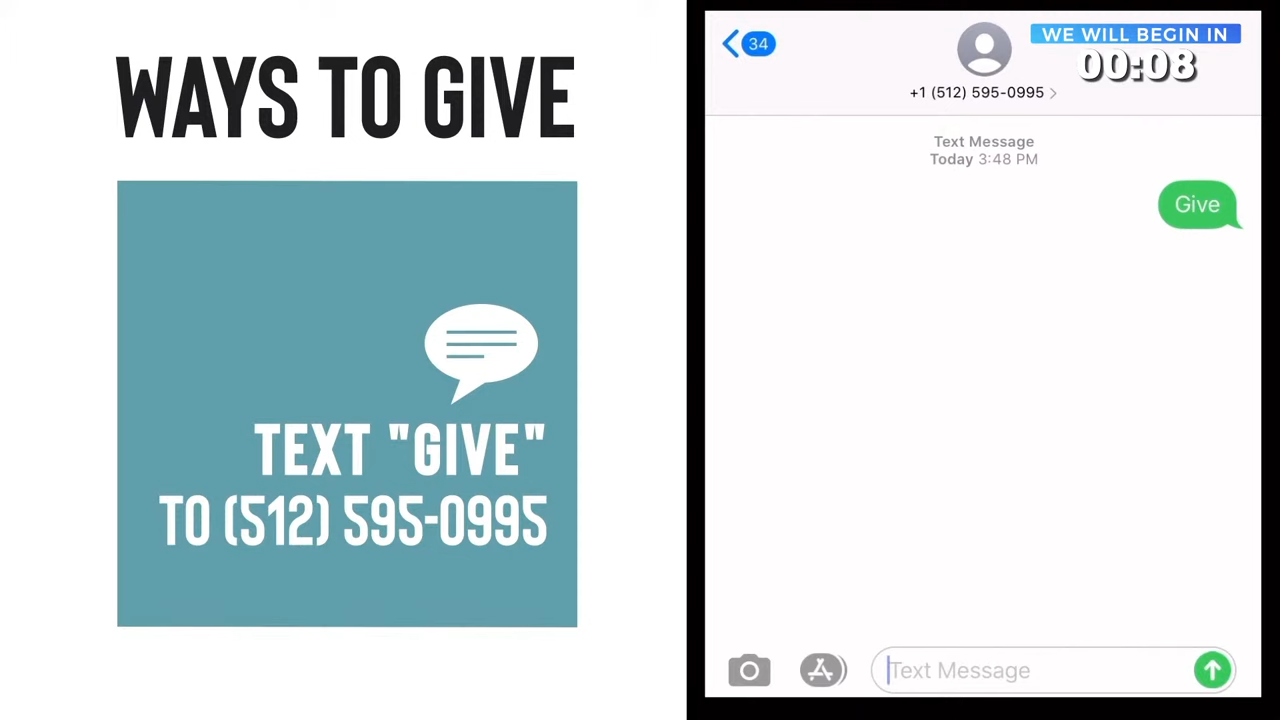 WAYS TO GIVE
TEXT "GIVE"
TO (512) 595-0995
34
WE WILL BEGIN IN
00:08
+1 (512) 595-0995
Text Message
Today 3:48 PM
Give
Text Message